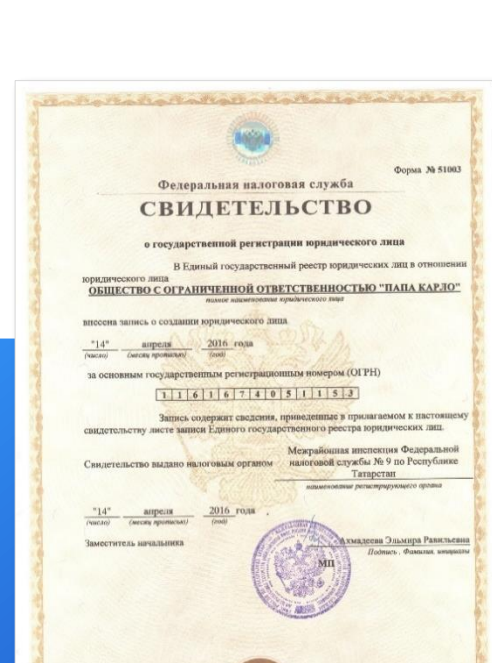 Форма № 51003
Федеральная налоговая служба
СВИДЕТЕЛЬСТВО
о государственной регистрации юридического лица
В Единый государственный реестр юридических лиц в отношении
юридического лица
ОБЩЕСТВО С ОГРАНИЧЕННОЙ ОТВЕТСТВЕННОСТЬЮ "ПАПА КАРЛО"
полное наименование юридического лица
внесена запись о создании юридического лица
"14" апреля 2016 года
(число) (месяц прописью) (год)
за основным государственным регистрационным номером (ОГРН)
1 1 6 1 6 7 4 0 5 1 1 5 3
Запись содержит сведения, приведенные в прилагаемом к настоящему
свидетельству листе записи Единого государственного реестра юридических лиц.
Межрайонная инспекция Федеральной
Свидетельство выдано налоговым органом налоговой службы № 9 по Республике
Татарстан
наименование регистрирующего органа
"14" апреля 2016 года
(число) (месяц прописью) (год)
Заместитель начальника Ахмадеева Эльмира Равильевна
Подпись, Фамилия, инициалы
МП